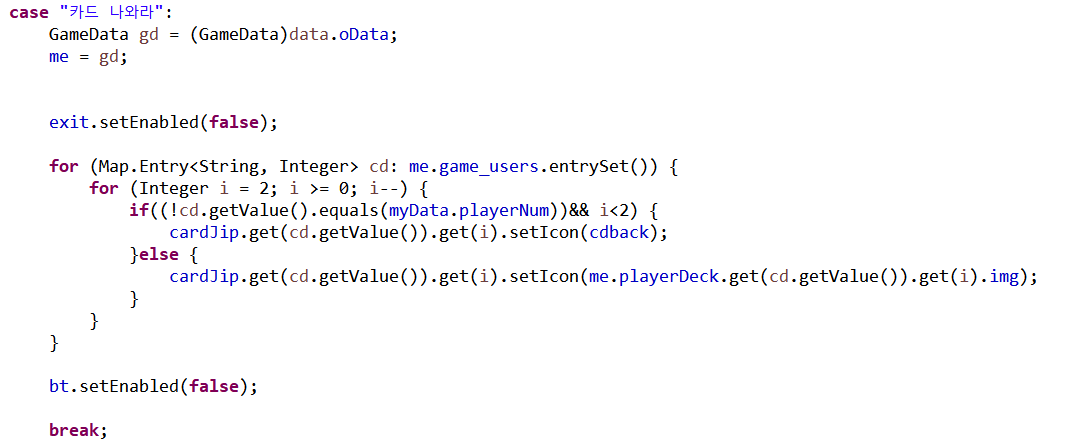 case "카드 나와라":
GameData gd = (GameData)data.oData;
me = gd;
exit.setEnabled(false);
for (Map.Entry<String, Integer> cd: me.game_users.entrySet()) {
for (Integer i = 2; i >= 0; i--) {
if((!cd.getValue().equals(myData.playerNum))&& i<2) {
cardJip.get(cd.getValue()).get(i).setIcon(cdback);
}else {
cardJip.get(cd.getValue()).get(i).setIcon(me.playerDeck.get(cd.getValue()).get(i).img);
}
}
}
bt.setEnabled(false);
break;